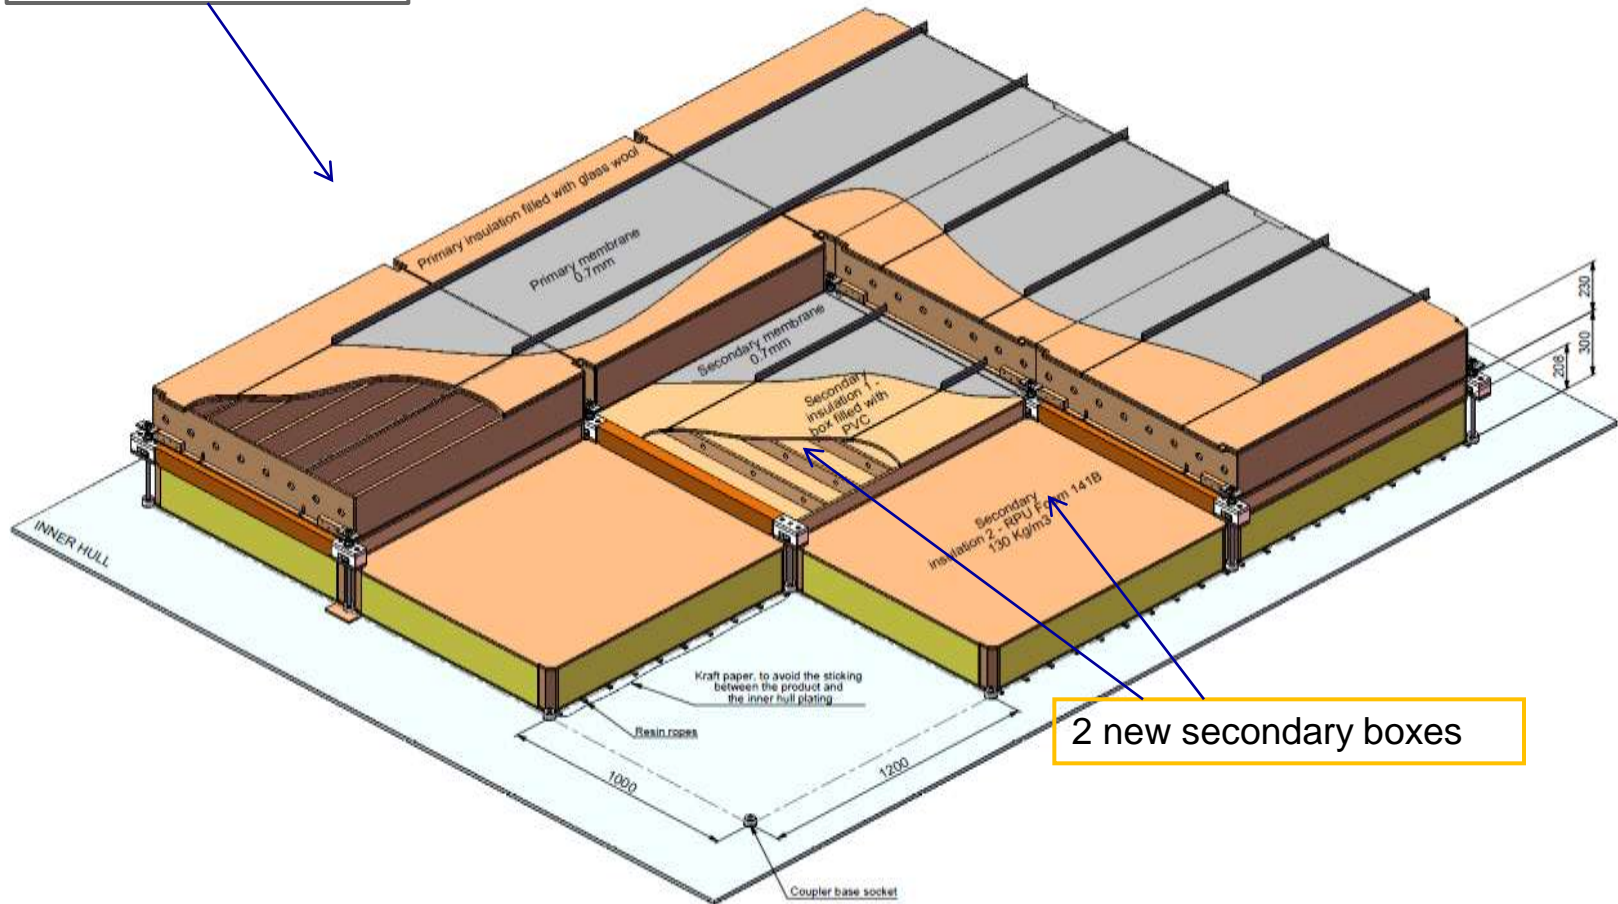 Primary insulation filled with glass wool
Primary membrane
0.7mm
Secondary membrane
0.7mm
Secondary
insulation 1 -
box filled with
PVC
230
300
208
Secondary
insulation 2 - RPU Foam 141B
130 Kg/m3
INNER HULL
Kraft paper, to avoid the sticking
between the product and
the inner hull plating
Resin ropes
2 new secondary boxes
1000
1200
Coupler base socket